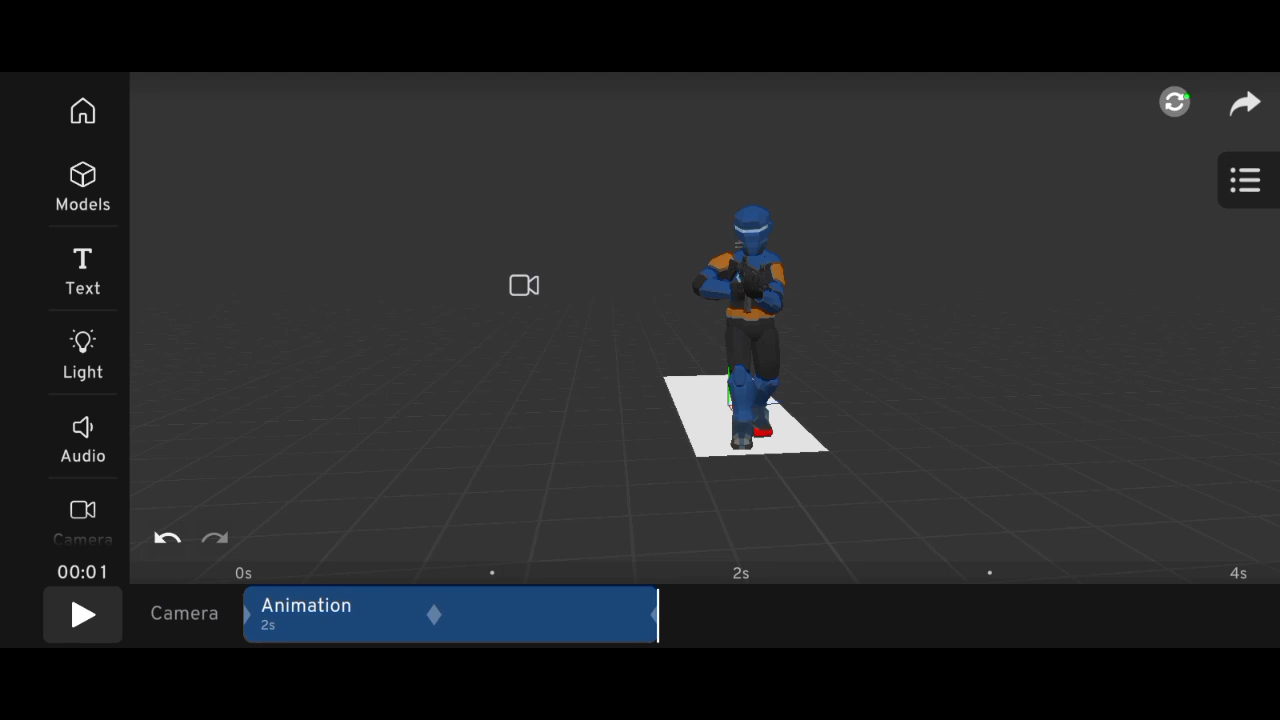 Models
Text
Light
Audio
Camera
00:01
0s
2s
4s
Camera
Animation
2s